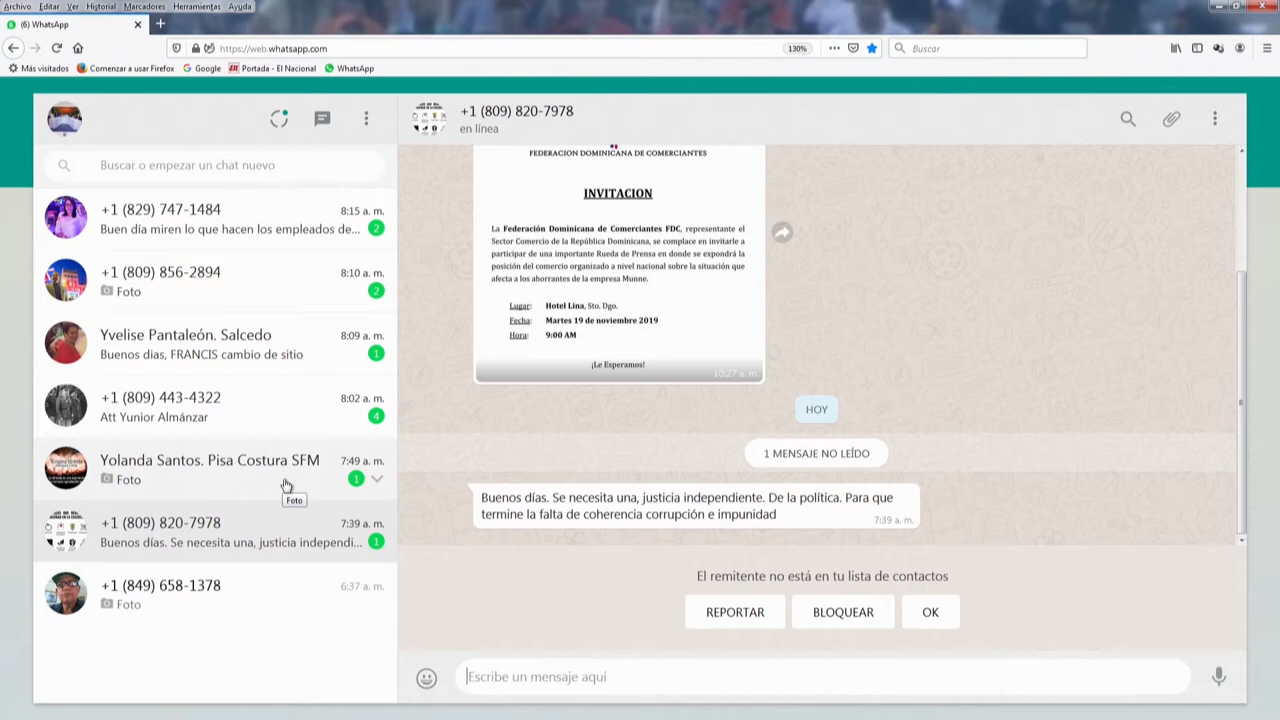 Archivo Editar Ver Historial Marcadores Herramientas Ayuda
(6) WhatsApp
https://web.whatsapp.com
130%
Buscar
Más visitados Comenzar a usar Firefox Google Portada - El Nacional WhatsApp
+1 (809) 820-7978
en línea
Buscar o empezar un chat nuevo
+1 (829) 747-1484 8:15 a. m.
Buen día miren lo que hacen los empleados de... 2
+1 (809) 856-2894 8:10 a. m.
Foto 2
Yvelise Pantaleón. Salcedo 8:09 a. m.
Buenos dias, FRANCIS cambio de sitio 1
+1 (809) 443-4322 8:02 a. m.
Att Yunior Almánzar 4
Yolanda Santos. Pisa Costura SFM 7:49 a. m.
Foto 1
Foto
+1 (809) 820-7978 7:39 a. m.
Buenos días. Se necesita una, justicia independi... 1
+1 (849) 658-1378 6:37 a. m.
Foto
FEDERACION DOMINICANA DE COMERCIANTES
INVITACION
La Federación Dominicana de Comerciantes FDC, representante el
Sector Comercio de la República Dominicana, se complace en invitarle a
participar de una importante Rueda de Prensa en donde se expondrá la
posición del comercio organizado a nivel nacional sobre la situación que
afecta a los ahorrantes de la empresa Munne.
Lugar: Hotel Lina, Sto. Dgo.
Fecha: Martes 19 de noviembre 2019
Hora: 9:00 AM
¡Le Esperamos!
10:27 a. m.
HOY
1 MENSAJE NO LEÍDO
Buenos días. Se necesita una, justicia independiente. De la política. Para que
termine la falta de coherencia corrupción e impunidad
7:39 a. m.
El remitente no está en tu lista de contactos
REPORTAR BLOQUEAR OK
Escribe un mensaje aquí